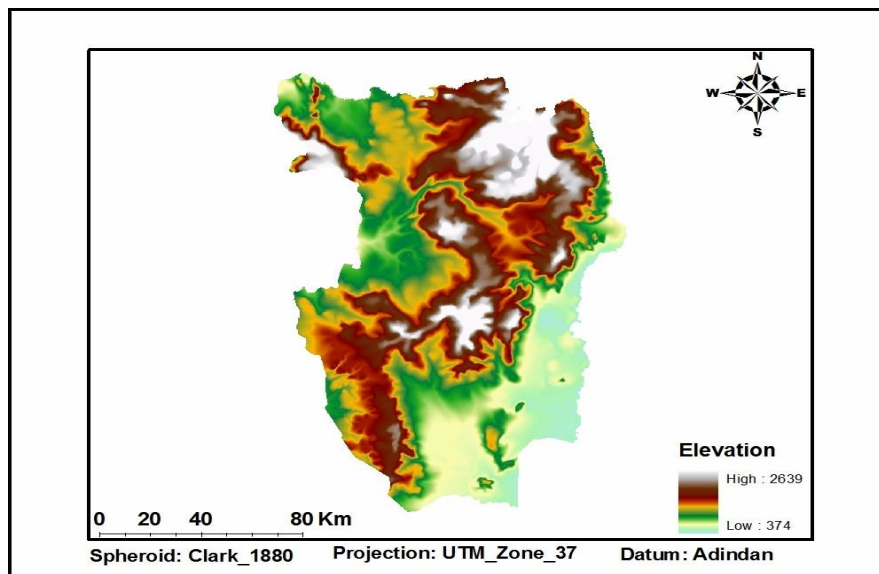 N
W E
S
Elevation
High : 2639
Low : 374
0 20 40 80 Km
Spheroid: Clark_1880 Projection: UTM_Zone_37 Datum: Adindan